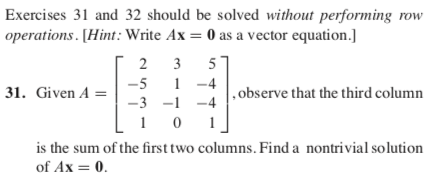 Exercises 31 and 32 should be solved without performing row
operations. [Hint: Write Ax = 0 as a vector equation.]
31. Given A = [2 3 5
-5 1 -4
-3 -1 -4
1 0 1], observe that the third column
is the sum of the first two columns. Find a nontrivial solution
of Ax = 0.